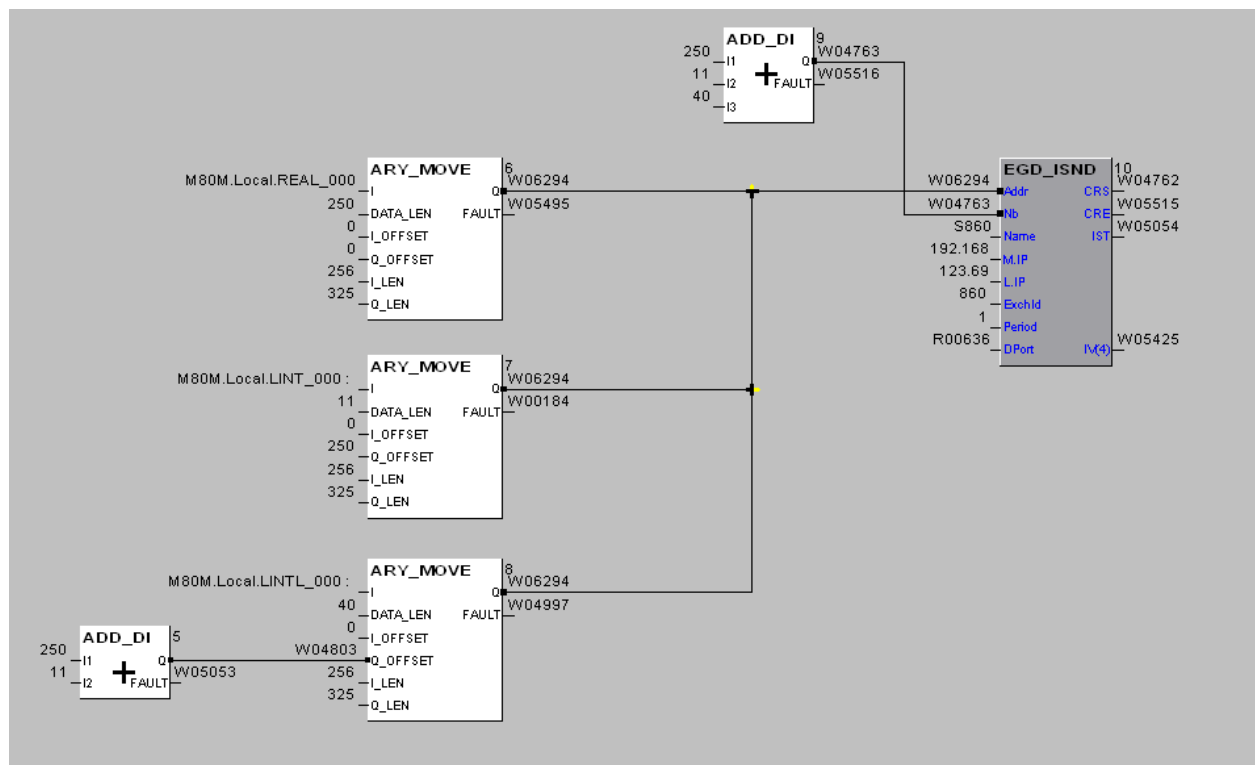 ADD_DI 9
250 I1 Q W04763
11 I2 FAULT W05516
40 I3
ARY_MOVE 6
M80M.Local.REAL_000 I Q W06294
250 DATA_LEN FAULT W05495
0 I_OFFSET
0 Q_OFFSET
256 I_LEN
325 Q_LEN
EGD_ISND 10
W06294 Addr CRS W04762
W04763 Nb CRE W05515
S860 Name IST W05054
192.168 M.IP
123.69 L.IP
860 ExchId
1 Period
R00636 DPort IV(4) W05425
ARY_MOVE 7
M80M.Local.LINT_000 : I Q W06294
11 DATA_LEN FAULT W00184
0 I_OFFSET
250 Q_OFFSET
256 I_LEN
325 Q_LEN
ARY_MOVE 8
M80M.Local.LINTL_000 : I Q W06294
40 DATA_LEN FAULT W04997
0 I_OFFSET
W04803 Q_OFFSET
256 I_LEN
325 Q_LEN
ADD_DI 5
250 I1 Q
11 I2 FAULT W05053